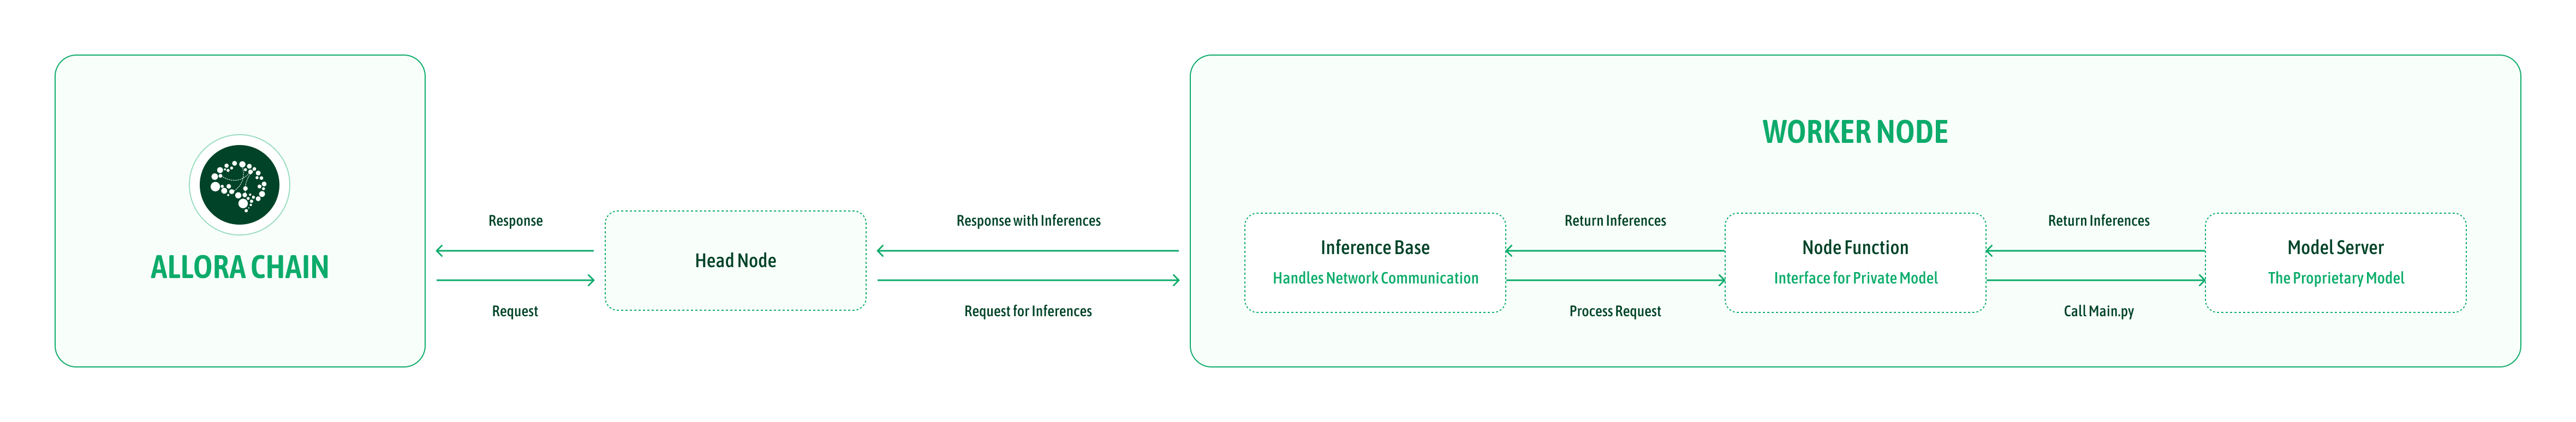 ALLORA CHAIN
Response
Request
Head Node
Response with Inferences
Request for Inferences
WORKER NODE
Inference Base
Handles Network Communication
Return Inferences
Process Request
Node Function
Interface for Private Model
Return Inferences
Call Main.py
Model Server
The Proprietary Model